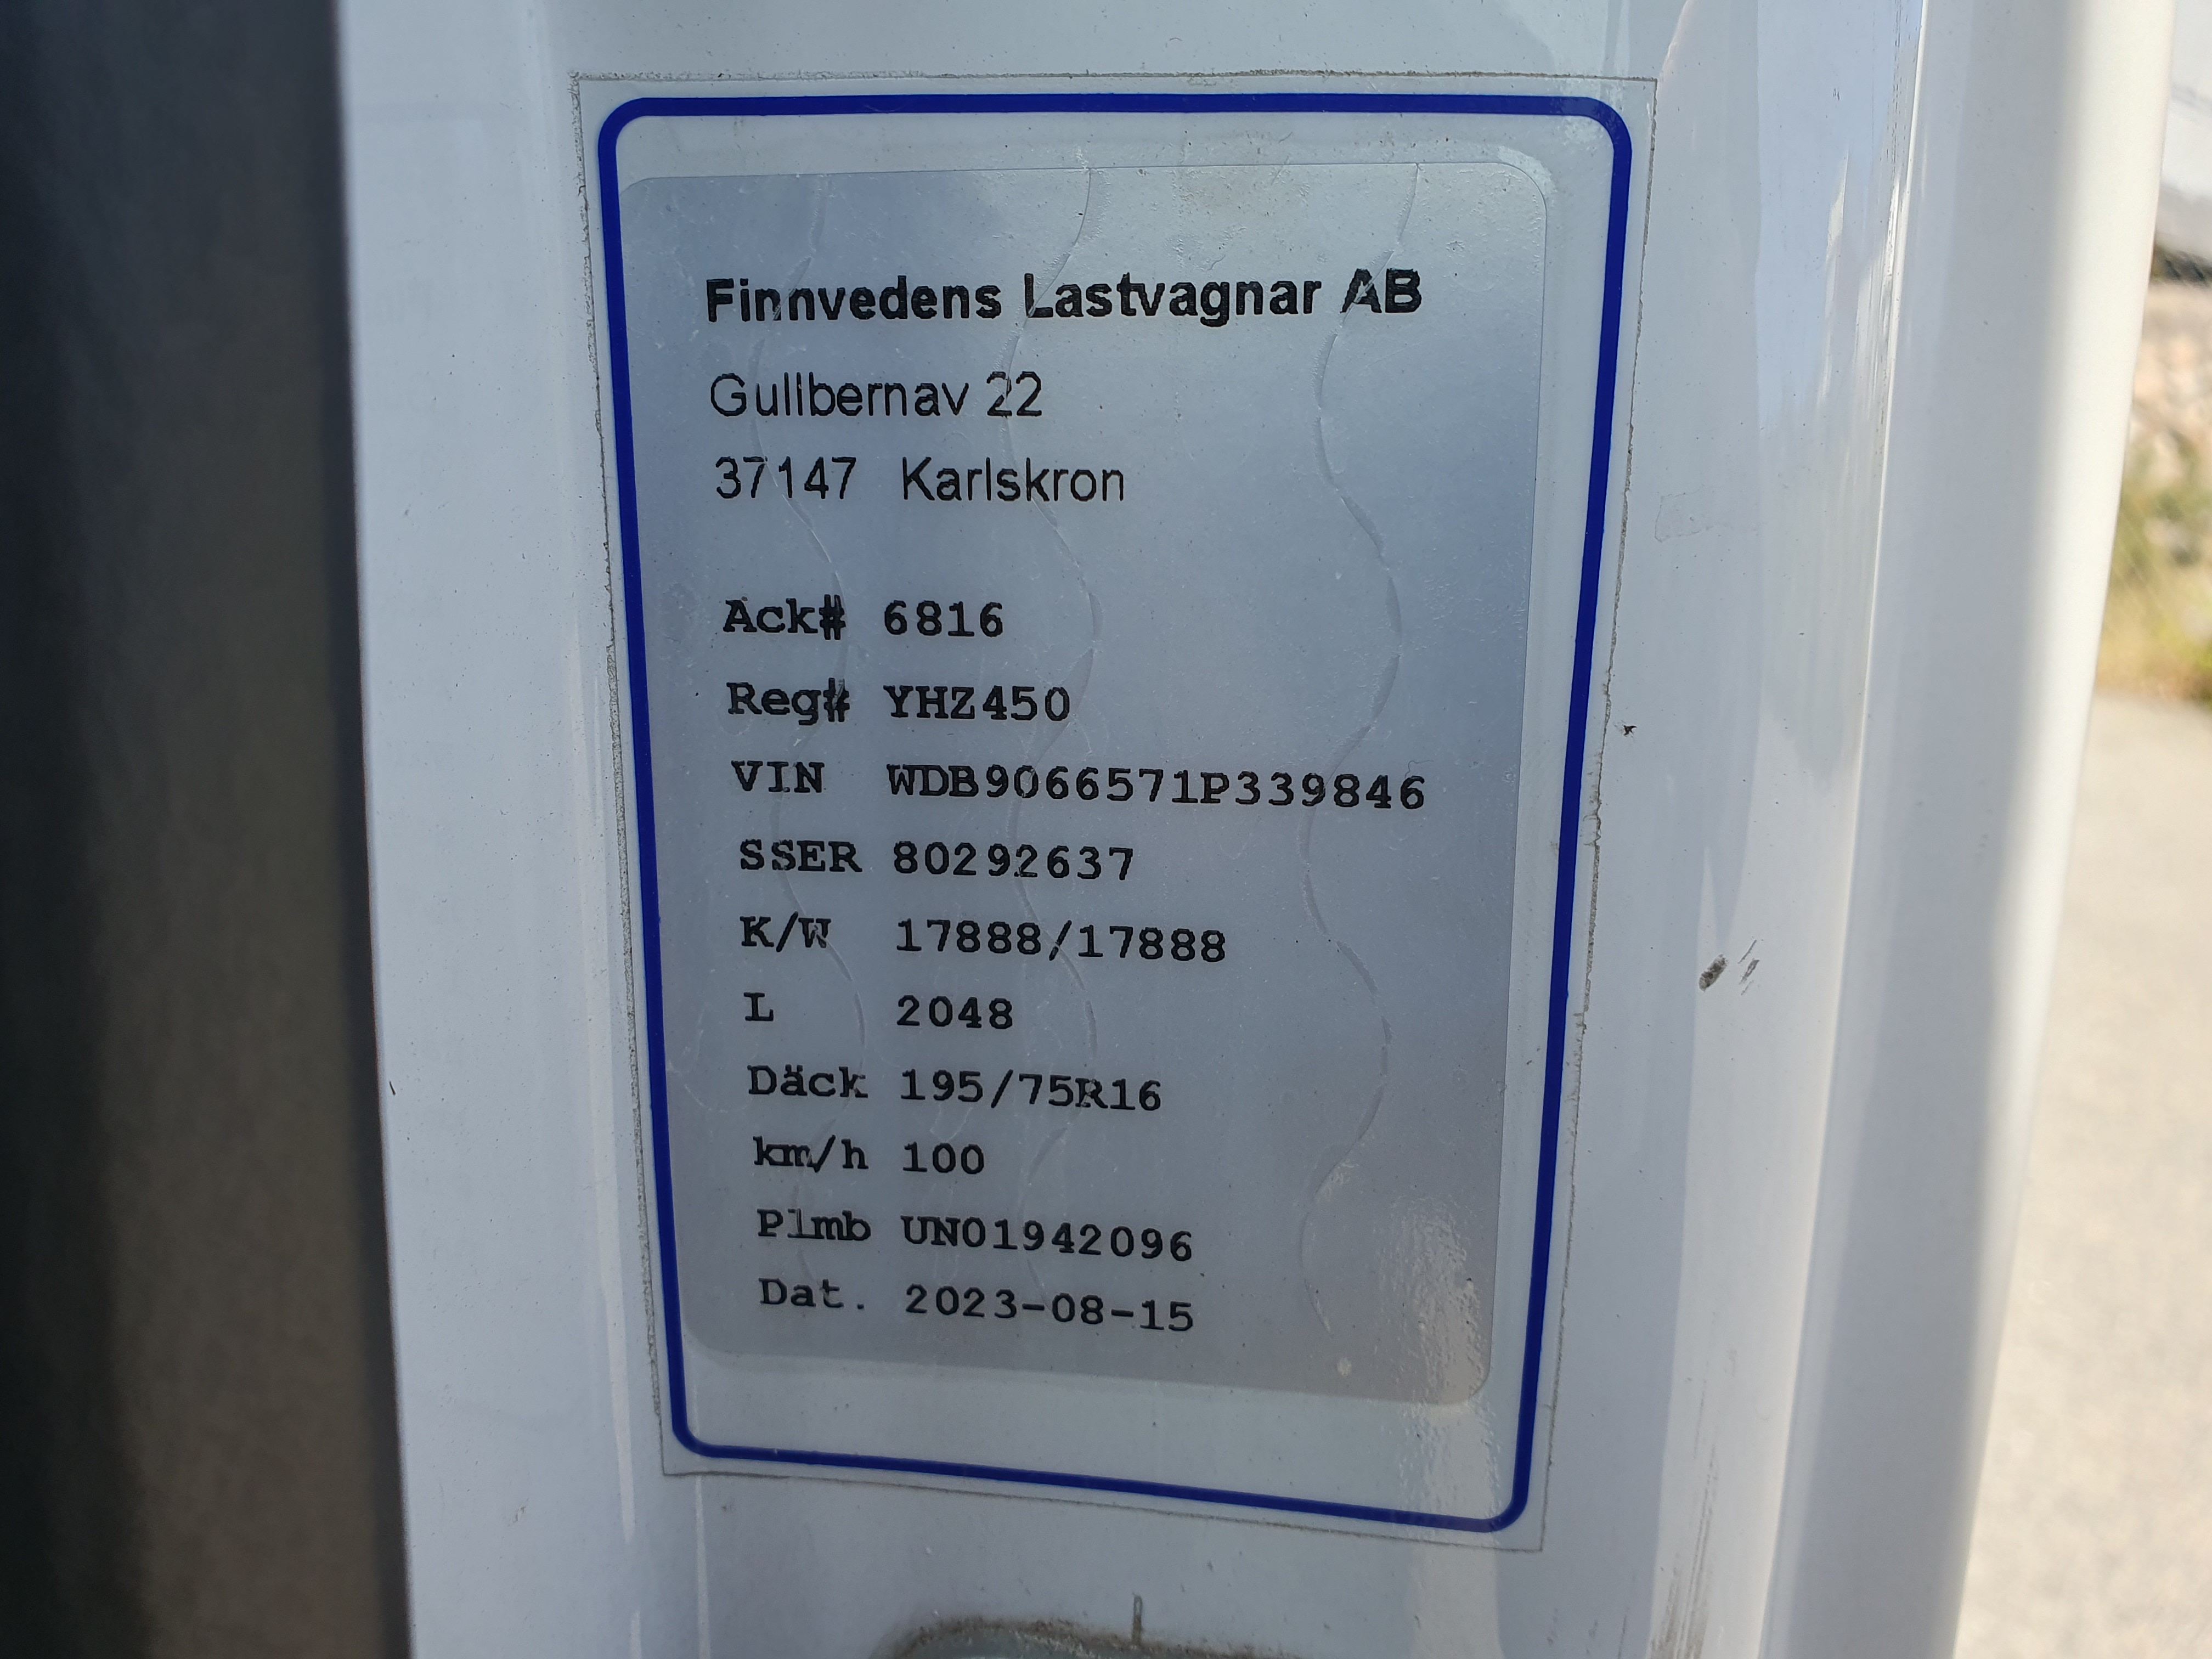 Finnvedens Lastvagnar AB
Gullbernav 22
37147 Karlskron
Ack# 6816
Reg# YHZ450
VIN WDB9066571P339846
SSER 80292637
K/W 17888/17888
L 2048
Däck 195/75R16
km/h 100
Plmb UN01942096
Dat. 2023-08-15